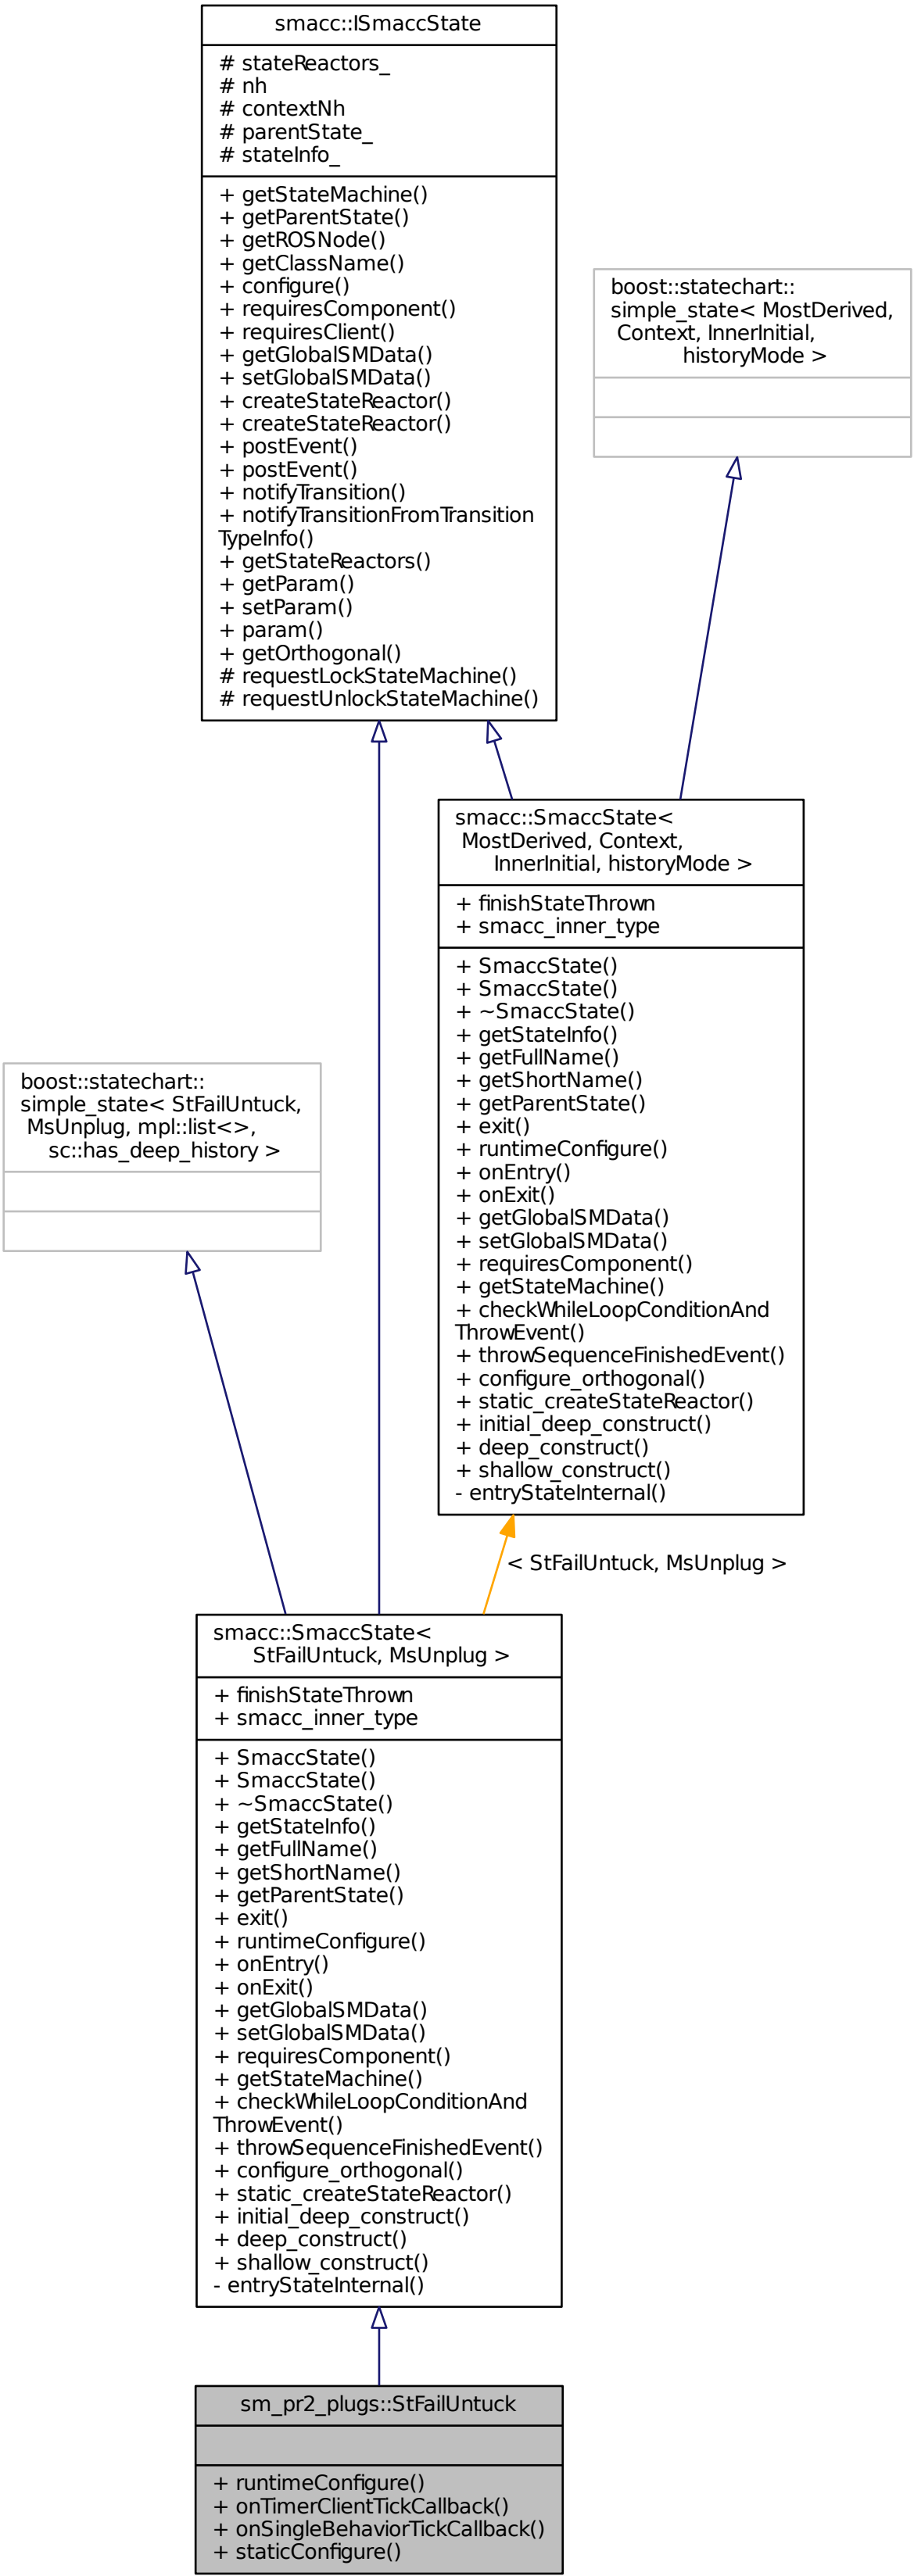 smacc::ISmaccState
# stateReactors_
# nh
# contextNh
# parentState_
# stateInfo_
+ getStateMachine()
+ getParentState()
+ getROSNode()
+ getClassName()
+ configure()
+ requiresComponent()
+ requiresClient()
+ getGlobalSMData()
+ setGlobalSMData()
+ createStateReactor()
+ createStateReactor()
+ postEvent()
+ postEvent()
+ notifyTransition()
+ notifyTransitionFromTransition
TypeInfo()
+ getStateReactors()
+ getParam()
+ setParam()
+ param()
+ getOrthogonal()
# requestLockStateMachine()
# requestUnlockStateMachine()
boost::statechart::
simple_state< MostDerived,
Context, InnerInitial,
historyMode >
smacc::SmaccState<
MostDerived, Context,
InnerInitial, historyMode >
+ finishStateThrown
+ smacc_inner_type
+ SmaccState()
+ SmaccState()
+ ~SmaccState()
+ getStateInfo()
+ getFullName()
+ getShortName()
+ getParentState()
+ exit()
+ runtimeConfigure()
+ onEntry()
+ onExit()
+ getGlobalSMData()
+ setGlobalSMData()
+ requiresComponent()
+ getStateMachine()
+ checkWhileLoopConditionAnd
ThrowEvent()
+ throwSequenceFinishedEvent()
+ configure_orthogonal()
+ static_createStateReactor()
+ initial_deep_construct()
+ deep_construct()
+ shallow_construct()
- entryStateInternal()
boost::statechart::
simple_state< StFailUntuck,
MsUnplug, mpl::list<>,
sc::has_deep_history >
< StFailUntuck, MsUnplug >
smacc::SmaccState<
StFailUntuck, MsUnplug >
+ finishStateThrown
+ smacc_inner_type
+ SmaccState()
+ SmaccState()
+ ~SmaccState()
+ getStateInfo()
+ getFullName()
+ getShortName()
+ getParentState()
+ exit()
+ runtimeConfigure()
+ onEntry()
+ onExit()
+ getGlobalSMData()
+ setGlobalSMData()
+ requiresComponent()
+ getStateMachine()
+ checkWhileLoopConditionAnd
ThrowEvent()
+ throwSequenceFinishedEvent()
+ configure_orthogonal()
+ static_createStateReactor()
+ initial_deep_construct()
+ deep_construct()
+ shallow_construct()
- entryStateInternal()
sm_pr2_plugs::StFailUntuck
+ runtimeConfigure()
+ onTimerClientTickCallback()
+ onSingleBehaviorTickCallback()
+ staticConfigure()